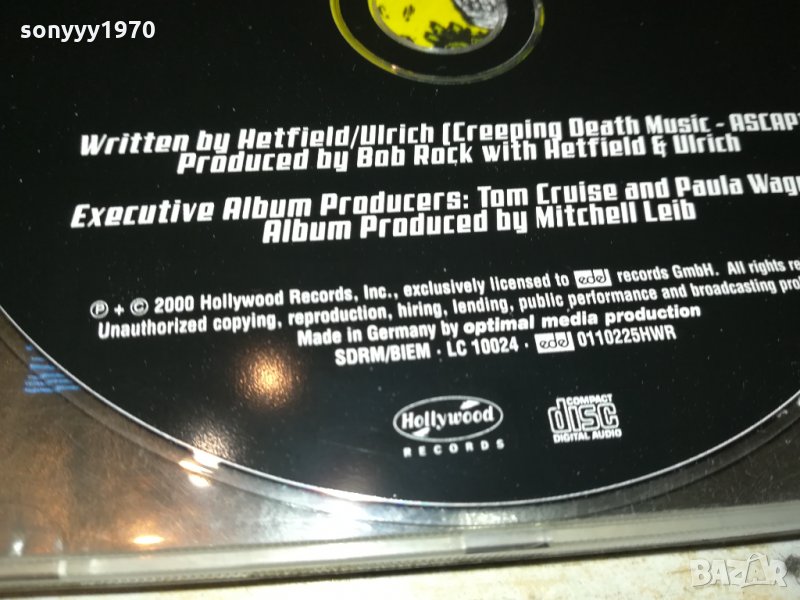 sonyyy1970
Written by Hetfield/Ulrich (Creeping Death Music - ASCAP
Produced by Bob Rock with Hetfield & Ulrich
Executive Album Producers: Tom Cruise and Paula
Album Produced by Mitchell Leib
℗ + © 2000 Hollywood Records, Inc., exclusively licensed to edel records GmbH. All rights
Unauthorized copying, reproduction, hiring, lending, public performance and broadcasting
Made in Germany by optimal media production
SDRM/BIEM · LC 10024 · edel 0110225HWR
Hollywood
RECORDS
COMPACT
disc
DIGITAL AUDIO
BAZAR